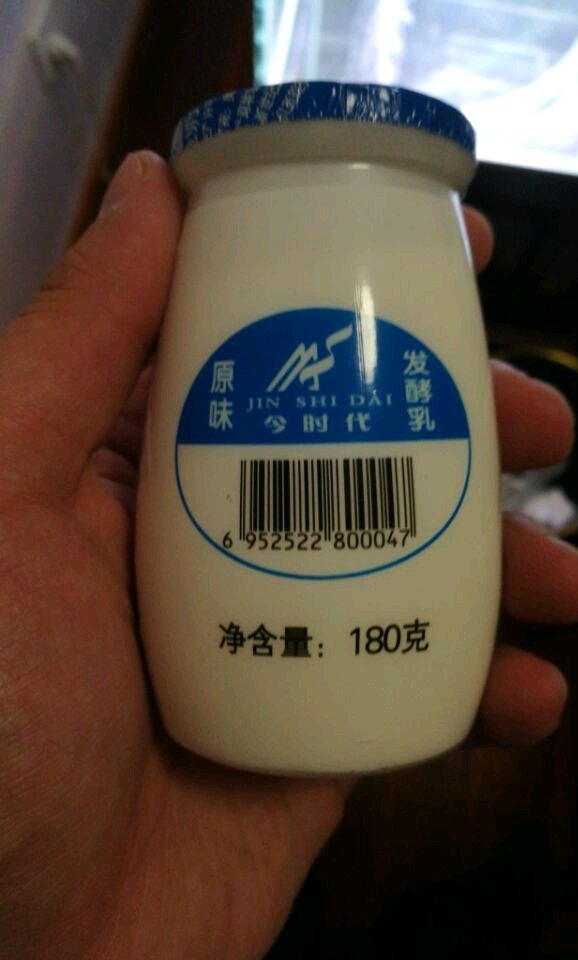 原味
发酵乳
JIN SHI DAI
今时代
6 952522 800047
净含量：180克